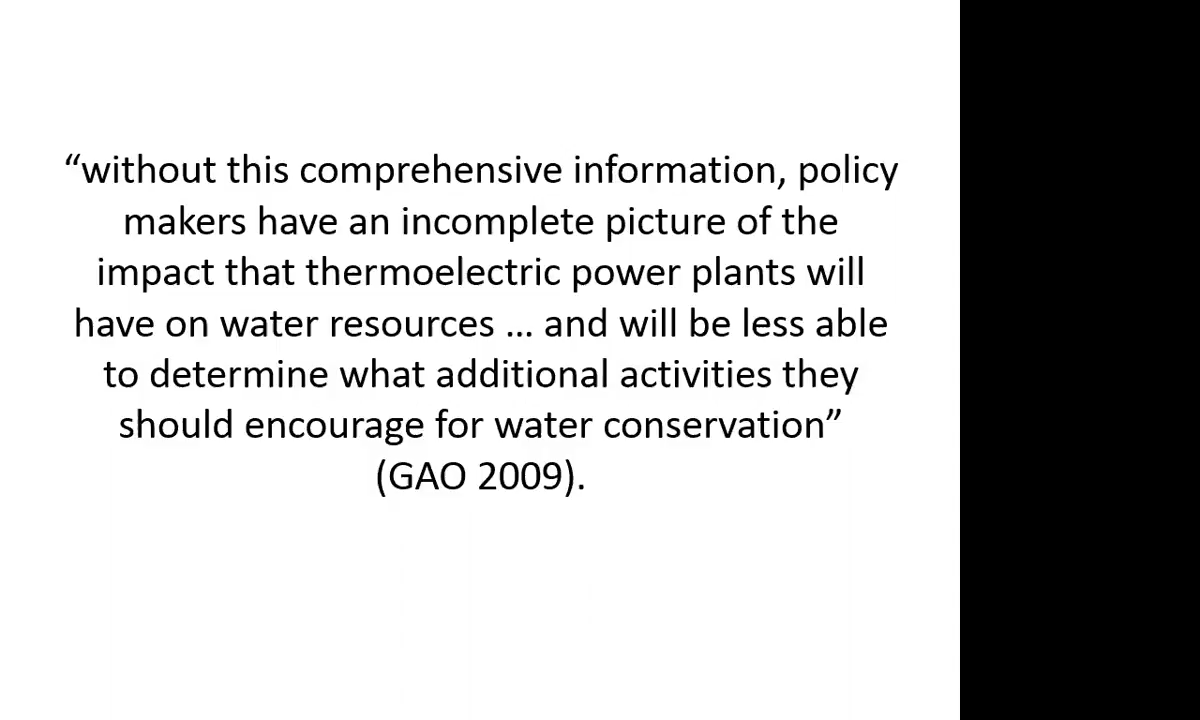 “without this comprehensive information, policy
makers have an incomplete picture of the
impact that thermoelectric power plants will
have on water resources … and will be less able
to determine what additional activities they
should encourage for water conservation”
(GAO 2009).